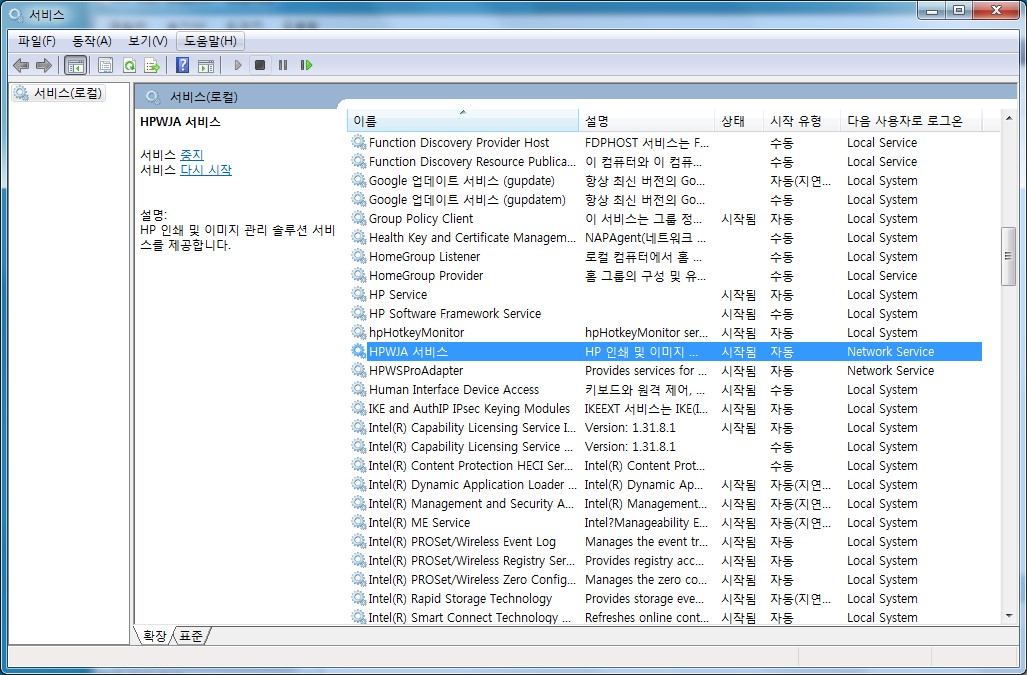 서비스
파일(F) 동작(A) 보기(V) 도움말(H)
서비스(로컬)
서비스(로컬)
HPWJA 서비스
서비스 중지
서비스 다시 시작
설명:
HP 인쇄 및 이미지 관리 솔루션 서비
스를 제공합니다.
이름 설명 상태 시작 유형 다음 사용자로 로그온
Function Discovery Provider Host FDPHOST 서비스는 F... 수동 Local Service
Function Discovery Resource Publica... 이 컴퓨터와 이 컴퓨... 수동 Local Service
Google 업데이트 서비스 (gupdate) 항상 최신 버전의 Go... 자동(지연... Local System
Google 업데이트 서비스 (gupdatem) 항상 최신 버전의 Go... 수동 Local System
Group Policy Client 이 서비스는 그룹 정... 시작됨 자동 Local System
Health Key and Certificate Managem... NAPAgent(네트워크 ... 수동 Local System
HomeGroup Listener 로컬 컴퓨터에서 홈 ... 수동 Local System
HomeGroup Provider 홈 그룹의 구성 및 유... 수동 Local Service
HP Service 시작됨 자동 Local System
HP Software Framework Service 시작됨 수동 Local System
hpHotkeyMonitor hpHotkeyMonitor ser... 시작됨 자동 Local System
HPWJA 서비스 HP 인쇄 및 이미지 ... 시작됨 자동 Network Service
HPWSProAdapter Provides services for ... 시작됨 자동 Network Service
Human Interface Device Access 키보드와 원격 제어, ... 시작됨 수동 Local System
IKE and AuthIP IPsec Keying Modules IKEEXT 서비스는 IKE(I... 시작됨 자동 Local System
Intel(R) Capability Licensing Service I... Version: 1.31.8.1 시작됨 자동 Local System
Intel(R) Capability Licensing Service ... Version: 1.31.8.1 수동 Local System
Intel(R) Content Protection HECI Ser... Intel(R) Content Prot... 수동 Local System
Intel(R) Dynamic Application Loader ... Intel(R) Dynamic Ap... 시작됨 자동(지연... Local System
Intel(R) Management and Security A... Intel(R) Management... 시작됨 자동(지연... Local System
Intel(R) ME Service Intel?Manageability E... 시작됨 자동(지연... Local System
Intel(R) PROSet/Wireless Event Log Manages the event tr... 시작됨 자동 Local System
Intel(R) PROSet/Wireless Registry Ser... Provides registry acc... 시작됨 자동 Local System
Intel(R) PROSet/Wireless Zero Config... Manages the zero co... 시작됨 자동 Local System
Intel(R) Rapid Storage Technology Provides storage eve... 시작됨 자동(지연... Local System
Intel(R) Smart Connect Technology ... Refreshes online cont... 시작됨 자동 Local System
확장 표준